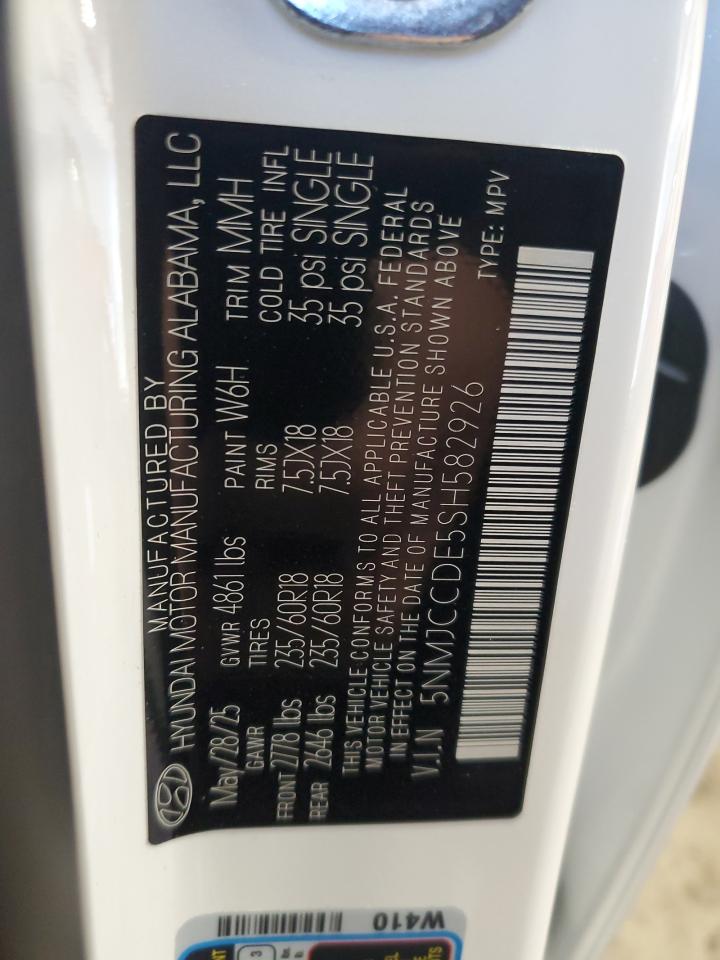 MANUFACTURED BY
HYUNDAI MOTOR MANUFACTURING ALABAMA, LLC
May/28/25 GVWR 4861 lbs PAINT W6H TRIM MMH
GAWR TIRES RIMS COLD TIRE INFL
FRONT 2778 lbs 235/60R18 7.5JX18 35 psi SINGLE
REAR 2646 lbs 235/60R18 7.5JX18 35 psi SINGLE
THIS VEHICLE CONFORMS TO ALL APPLICABLE U.S.A. FEDERAL
MOTOR VEHICLE SAFETY AND THEFT PREVENTION STANDARDS
IN EFFECT ON THE DATE OF MANUFACTURE SHOWN ABOVE
V.I.N 5NMJCCDE5SH582926
TYPE: MPV
W410
3